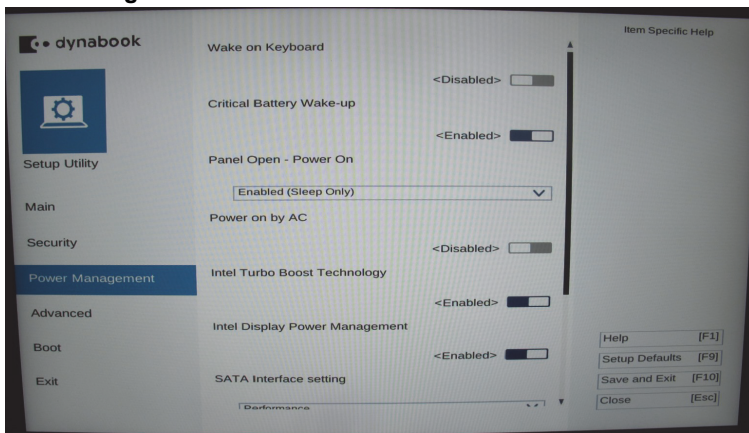 dynabook
Setup Utility
Main
Security
Power Management
Advanced
Boot
Exit
Wake on Keyboard
<Disabled>
Critical Battery Wake-up
<Enabled>
Panel Open - Power On
Enabled (Sleep Only)
Power on by AC
<Disabled>
Intel Turbo Boost Technology
<Enabled>
Intel Display Power Management
<Enabled>
SATA Interface setting
Performance
Item Specific Help
Help [F1]
Setup Defaults [F9]
Save and Exit [F10]
Close [Esc]